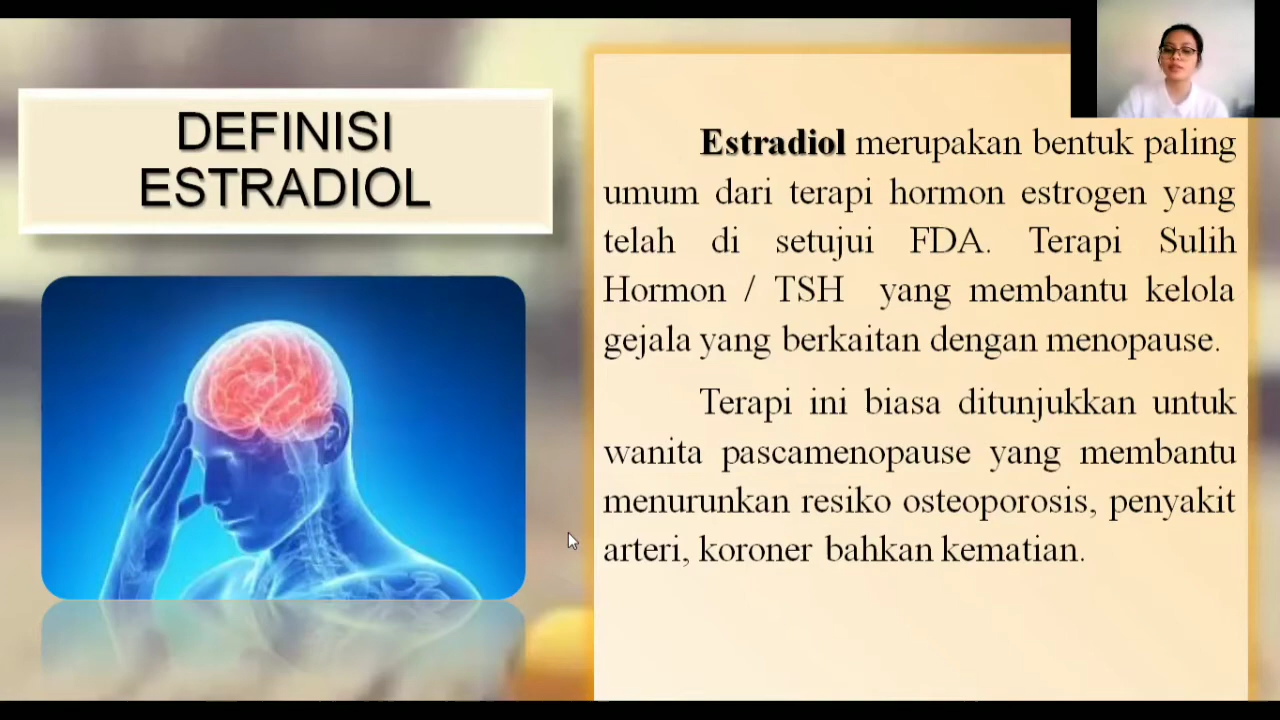 DEFINISI
ESTRADIOL
Estradiol merupakan bentuk paling
umum dari terapi hormon estrogen yang
telah di setujui FDA. Terapi Sulih
Hormon / TSH yang membantu kelola
gejala yang berkaitan dengan menopause.
Terapi ini biasa ditunjukkan untuk
wanita pascamenopause yang membantu
menurunkan resiko osteoporosis, penyakit
arteri, koroner bahkan kematian.